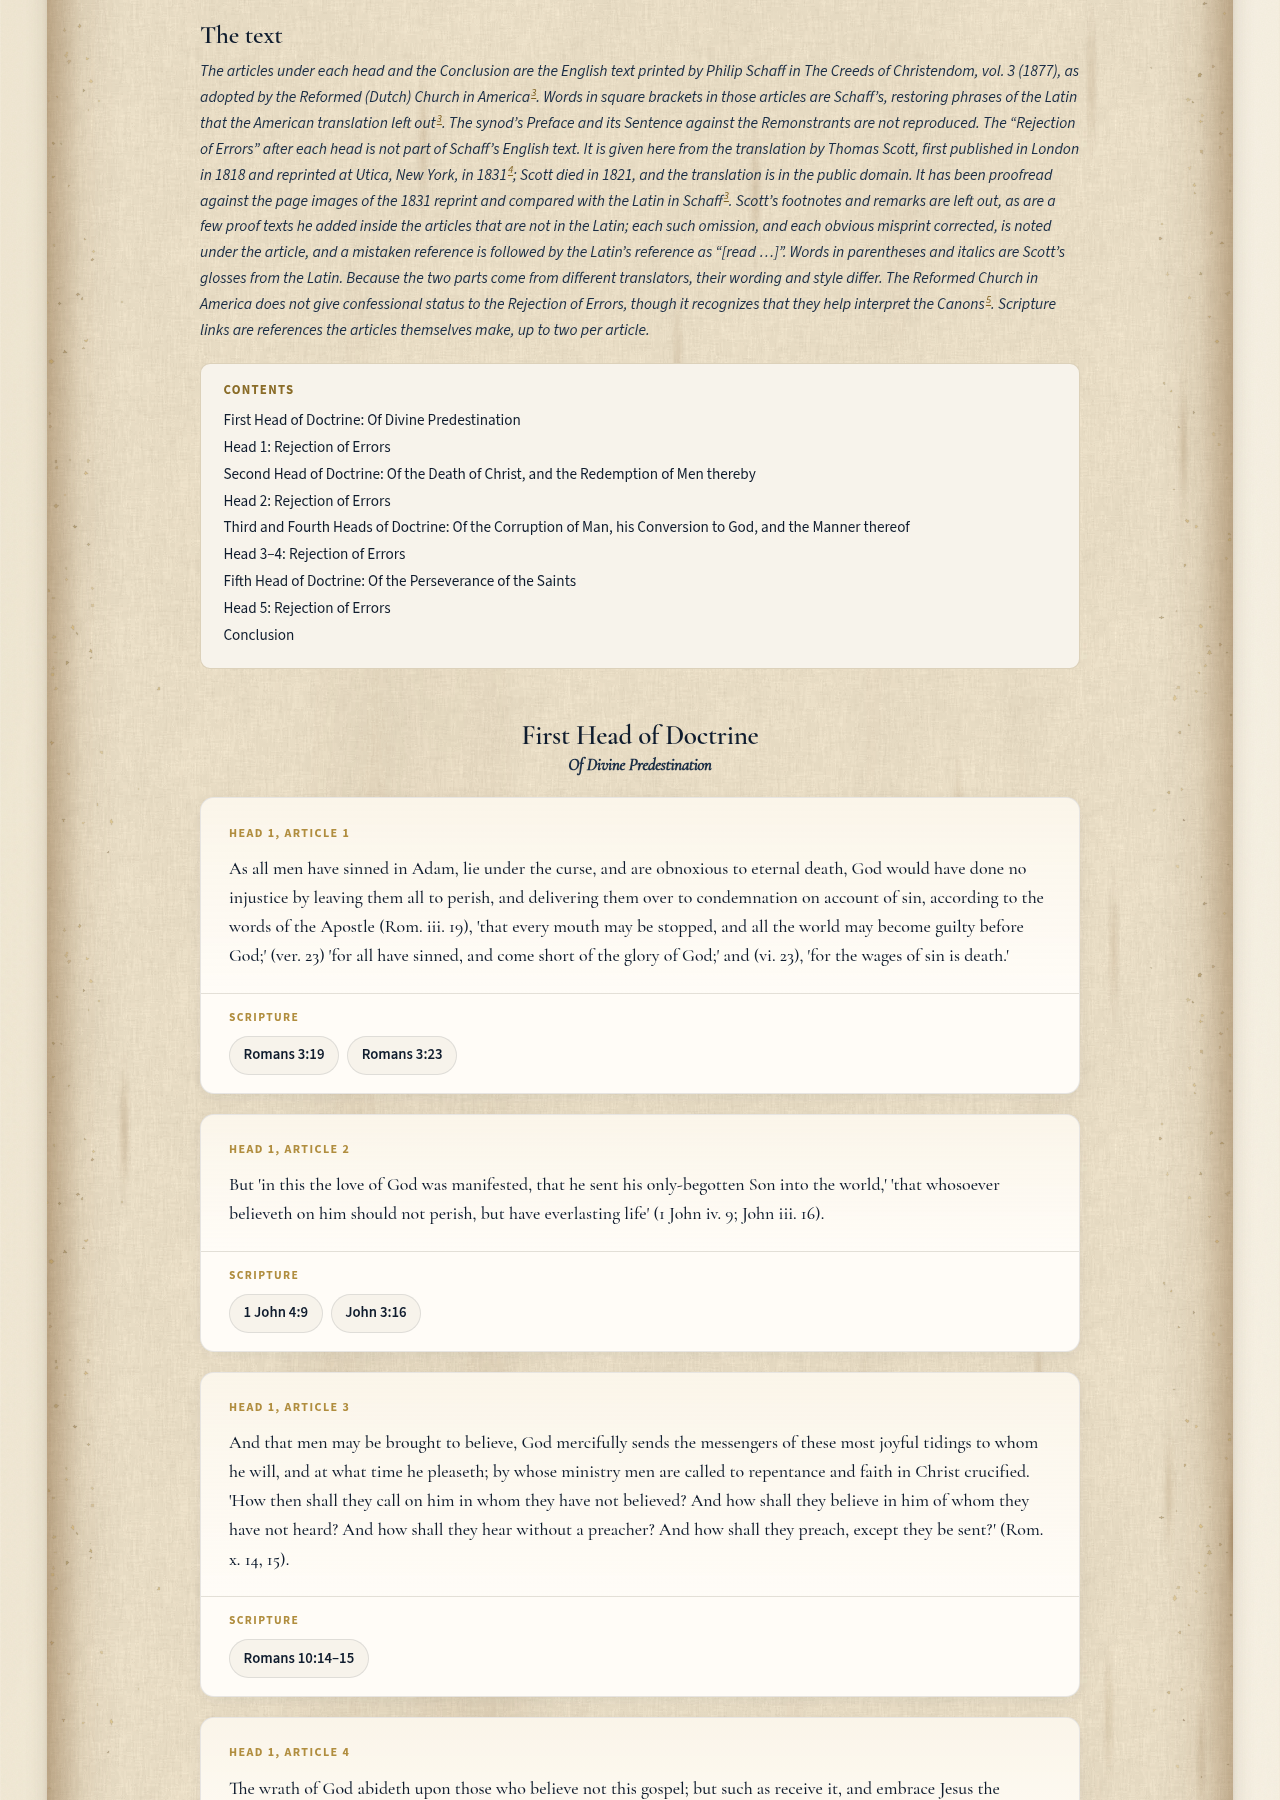 The text
The articles under each head and the Conclusion are the English text printed by Philip Schaff in The Creeds of Christendom, vol. 3 (1877), as
adopted by the Reformed (Dutch) Church in America3. Words in square brackets in those articles are Schaff’s, restoring phrases of the Latin
that the American translation left out3. The synod’s Preface and its Sentence against the Remonstrants are not reproduced. The “Rejection
of Errors” after each head is not part of Schaff’s English text. It is given here from the translation by Thomas Scott, first published in London
in 1818 and reprinted at Utica, New York, in 18314; Scott died in 1821, and the translation is in the public domain. It has been proofread
against the page images of the 1831 reprint and compared with the Latin in Schaff3. Scott’s footnotes and remarks are left out, as are a
few proof texts he added inside the articles that are not in the Latin; each such omission, and each obvious misprint corrected, is noted
under the article, and a mistaken reference is followed by the Latin’s reference as “[read …]”. Words in parentheses and italics are Scott’s
glosses from the Latin. Because the two parts come from different translators, their wording and style differ. The Reformed Church in
America does not give confessional status to the Rejection of Errors, though it recognizes that they help interpret the Canons5. Scripture
links are references the articles themselves make, up to two per article.
CONTENTS
First Head of Doctrine: Of Divine Predestination
Head 1: Rejection of Errors
Second Head of Doctrine: Of the Death of Christ, and the Redemption of Men thereby
Head 2: Rejection of Errors
Third and Fourth Heads of Doctrine: Of the Corruption of Man, his Conversion to God, and the Manner thereof
Head 3–4: Rejection of Errors
Fifth Head of Doctrine: Of the Perseverance of the Saints
Head 5: Rejection of Errors
Conclusion
First Head of Doctrine
Of Divine Predestination
HEAD 1, ARTICLE 1
As all men have sinned in Adam, lie under the curse, and are obnoxious to eternal death, God would have done no
injustice by leaving them all to perish, and delivering them over to condemnation on account of sin, according to the
words of the Apostle (Rom. iii. 19), 'that every mouth may be stopped, and all the world may become guilty before
God;' (ver. 23) 'for all have sinned, and come short of the glory of God;' and (vi. 23), 'for the wages of sin is death.'
SCRIPTURE
Romans 3:19 Romans 3:23
HEAD 1, ARTICLE 2
But 'in this the love of God was manifested, that he sent his only-begotten Son into the world,' 'that whosoever
believeth on him should not perish, but have everlasting life' (1 John iv. 9; John iii. 16).
SCRIPTURE
1 John 4:9 John 3:16
HEAD 1, ARTICLE 3
And that men may be brought to believe, God mercifully sends the messengers of these most joyful tidings to whom
he will, and at what time he pleaseth; by whose ministry men are called to repentance and faith in Christ crucified.
'How then shall they call on him in whom they have not believed? And how shall they believe in him of whom they
have not heard? And how shall they hear without a preacher? And how shall they preach, except they be sent?' (Rom.
x. 14, 15).
SCRIPTURE
Romans 10:14–15
HEAD 1, ARTICLE 4
The wrath of God abideth upon those who believe not this gospel; but such as receive it, and embrace Jesus the